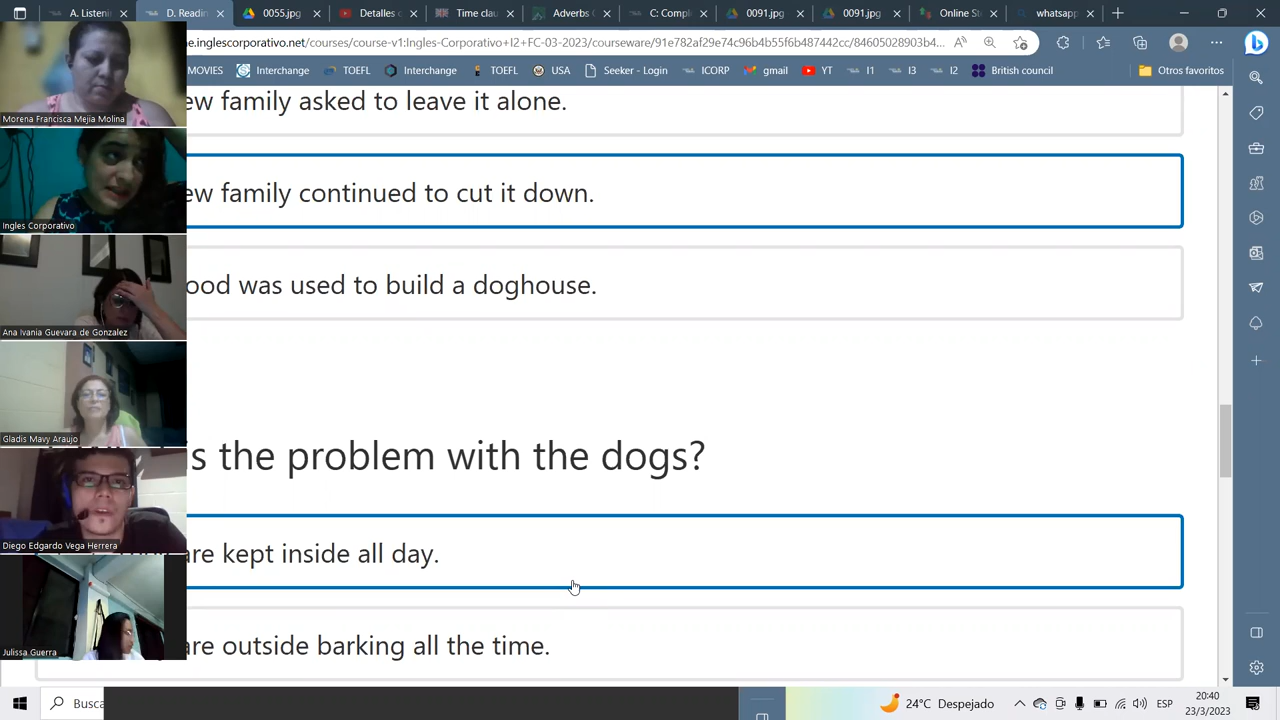 A. Listeni
D. Readin
0055.jpg
Detalles c
Time clau
Adverbs
C: Compl
0091.jpg
0091.jpg
Online St
whatsapp
e.inglescorporativo.net/courses/course-v1:Ingles-Corporativo+I2+FC-03-2023/courseware/91e782af29e74c96b4b55f6b487442cc/84605028903b4...
MOVIES
Interchange
TOEFL
Interchange
TOEFL
USA
Seeker - Login
ICORP
gmail
YT
I1
I3
I2
British council
Otros favoritos
ew family asked to leave it alone.
Morena Francisca Mejia Molina
ew family continued to cut it down.
Ingles Corporativo
ood was used to build a doghouse.
Ana Ivania Guevara de Gonzalez
Gladis Mavy Araujo
s the problem with the dogs?
Diego Edgardo Vega Herrera
are kept inside all day.
are outside barking all the time.
Julissa Guerra
Busca
24°C Despejado
ESP
20:40
23/3/2023